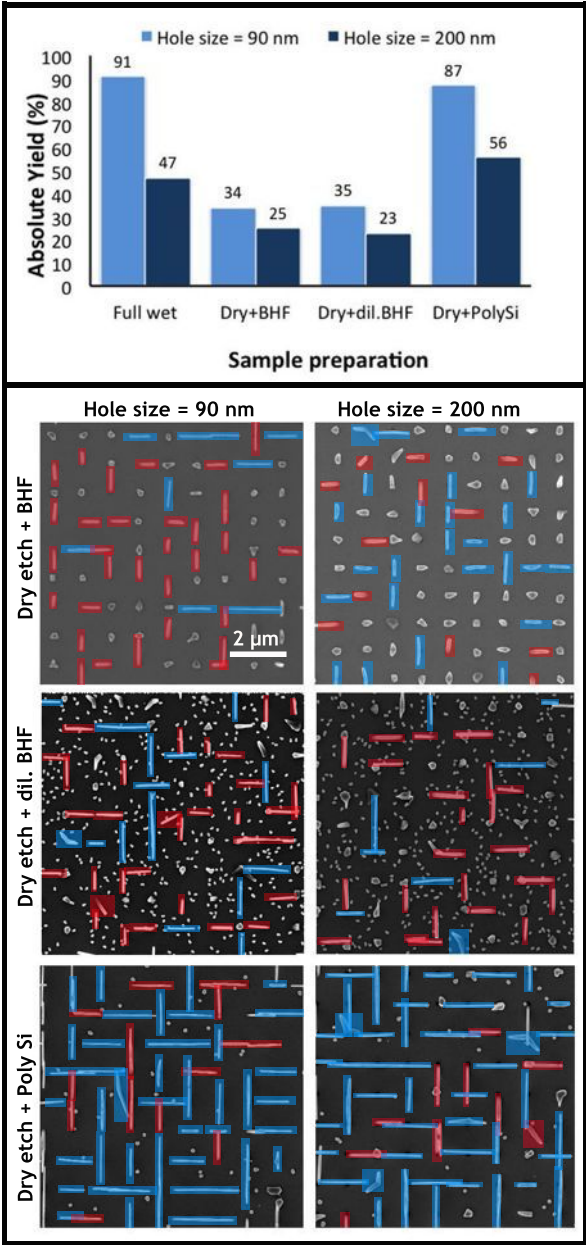 Hole size = 90 nm Hole size = 200 nm
Absolute Yield (%)
100
90
80
70
60
50
40
30
20
10
0
91
47
34
25
35
23
87
56
Full wet Dry+BHF Dry+dil.BHF Dry+PolySi
Sample preparation
Hole size = 90 nm Hole size = 200 nm
Dry etch + BHF
2 μm
Dry etch + dil. BHF
Dry etch + Poly Si